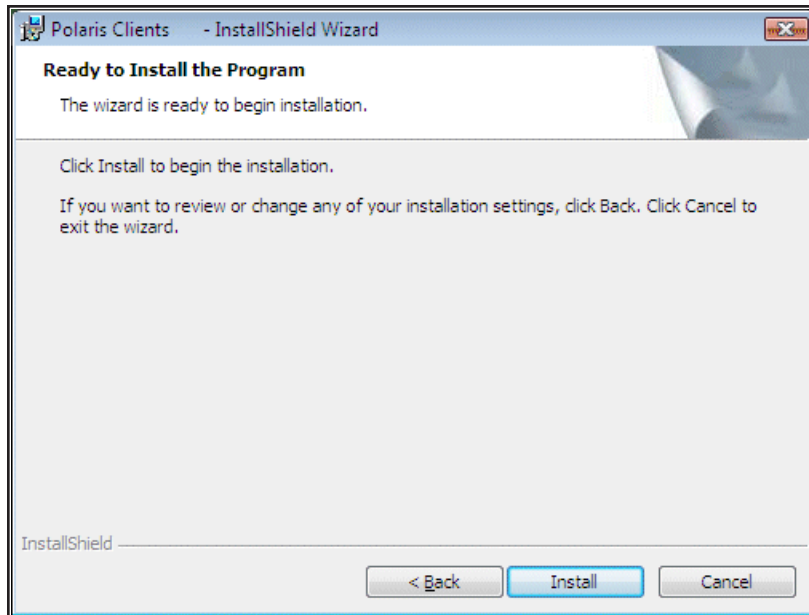 Polaris Clients - InstallShield Wizard
Ready to Install the Program
The wizard is ready to begin installation.
Click Install to begin the installation.
If you want to review or change any of your installation settings, click Back. Click Cancel to
exit the wizard.
InstallShield
< Back Install Cancel